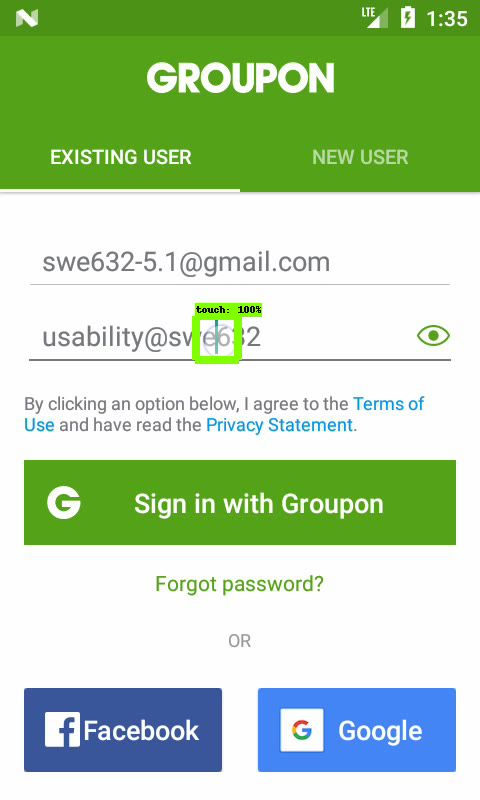 LTE 1:35
GROUPON
EXISTING USER NEW USER
swe632-5.1@gmail.com
touch: 100%
usability@swe632
By clicking an option below, I agree to the Terms of
Use and have read the Privacy Statement.
G Sign in with Groupon
Forgot password?
OR
f Facebook G Google